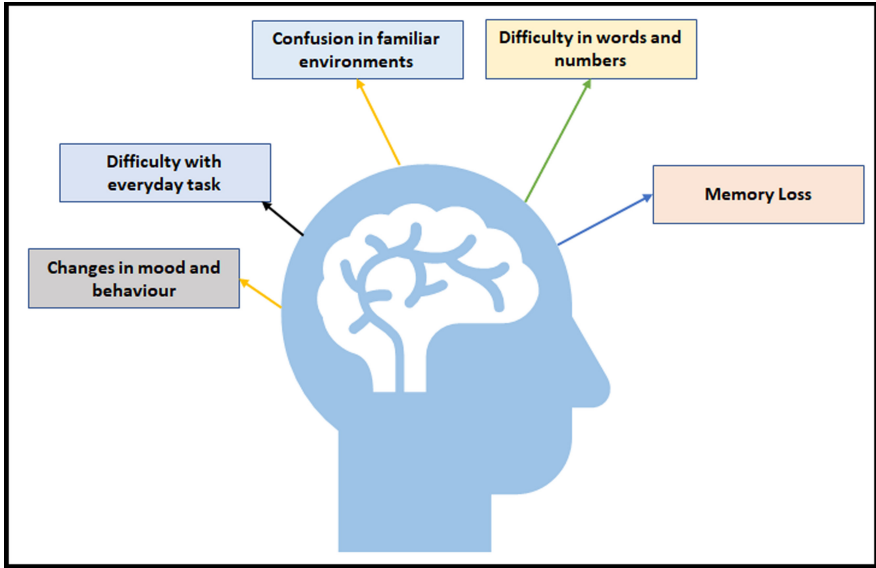 Confusion in familiar
environments
Difficulty in words and
numbers
Difficulty with
everyday task
Memory Loss
Changes in mood and
behaviour